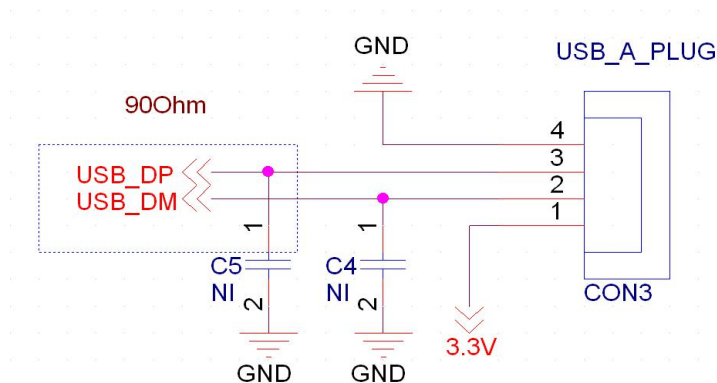 GND
USB_A_PLUG
90Ohm
4
3
2
1
USB_DP
USB_DM
1
1
C5
NI
C4
NI
2
2
CON3
3.3V
GND
GND